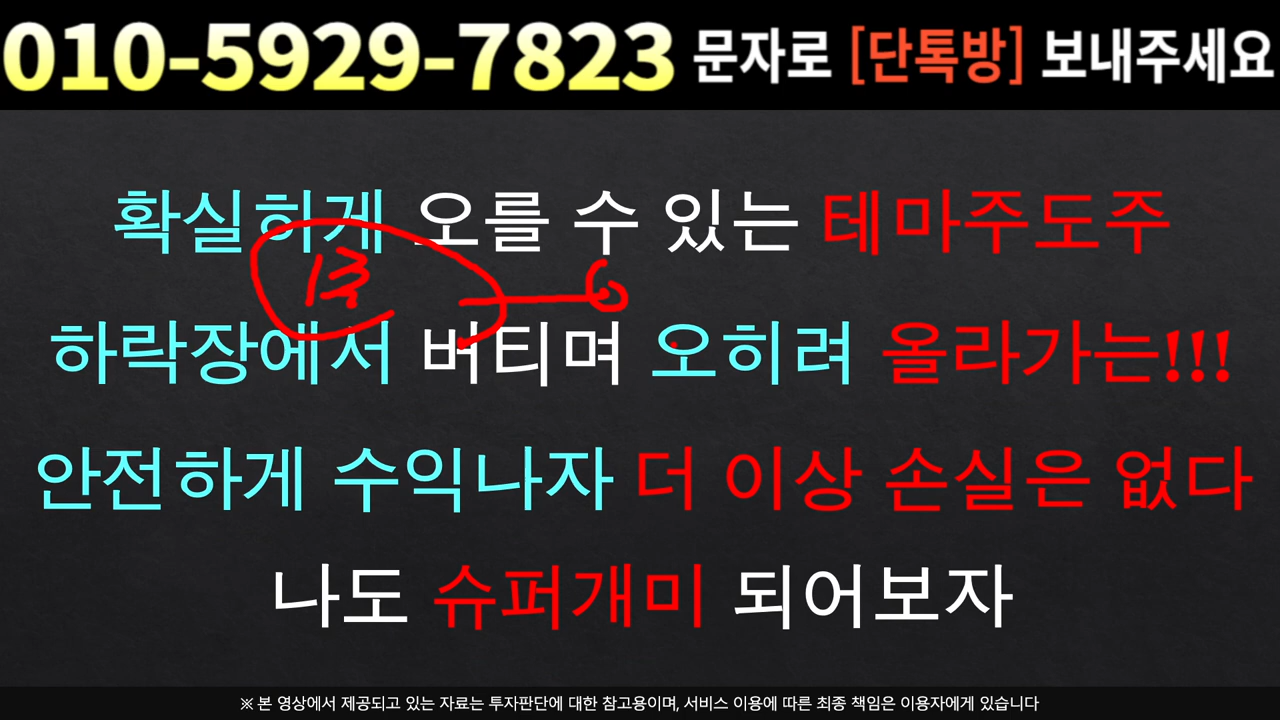 010-5929-7823 문자로 [단톡방] 보내주세요
확실하게 오를 수 있는 테마주도주
하락장에서 버티며 오히려 올라가는!!!
안전하게 수익나자 더 이상 손실은 없다
나도 슈퍼개미 되어보자
※ 본 영상에서 제공되고 있는 자료는 투자판단에 대한 참고용이며, 서비스 이용에 따른 최종 책임은 이용자에게 있습니다